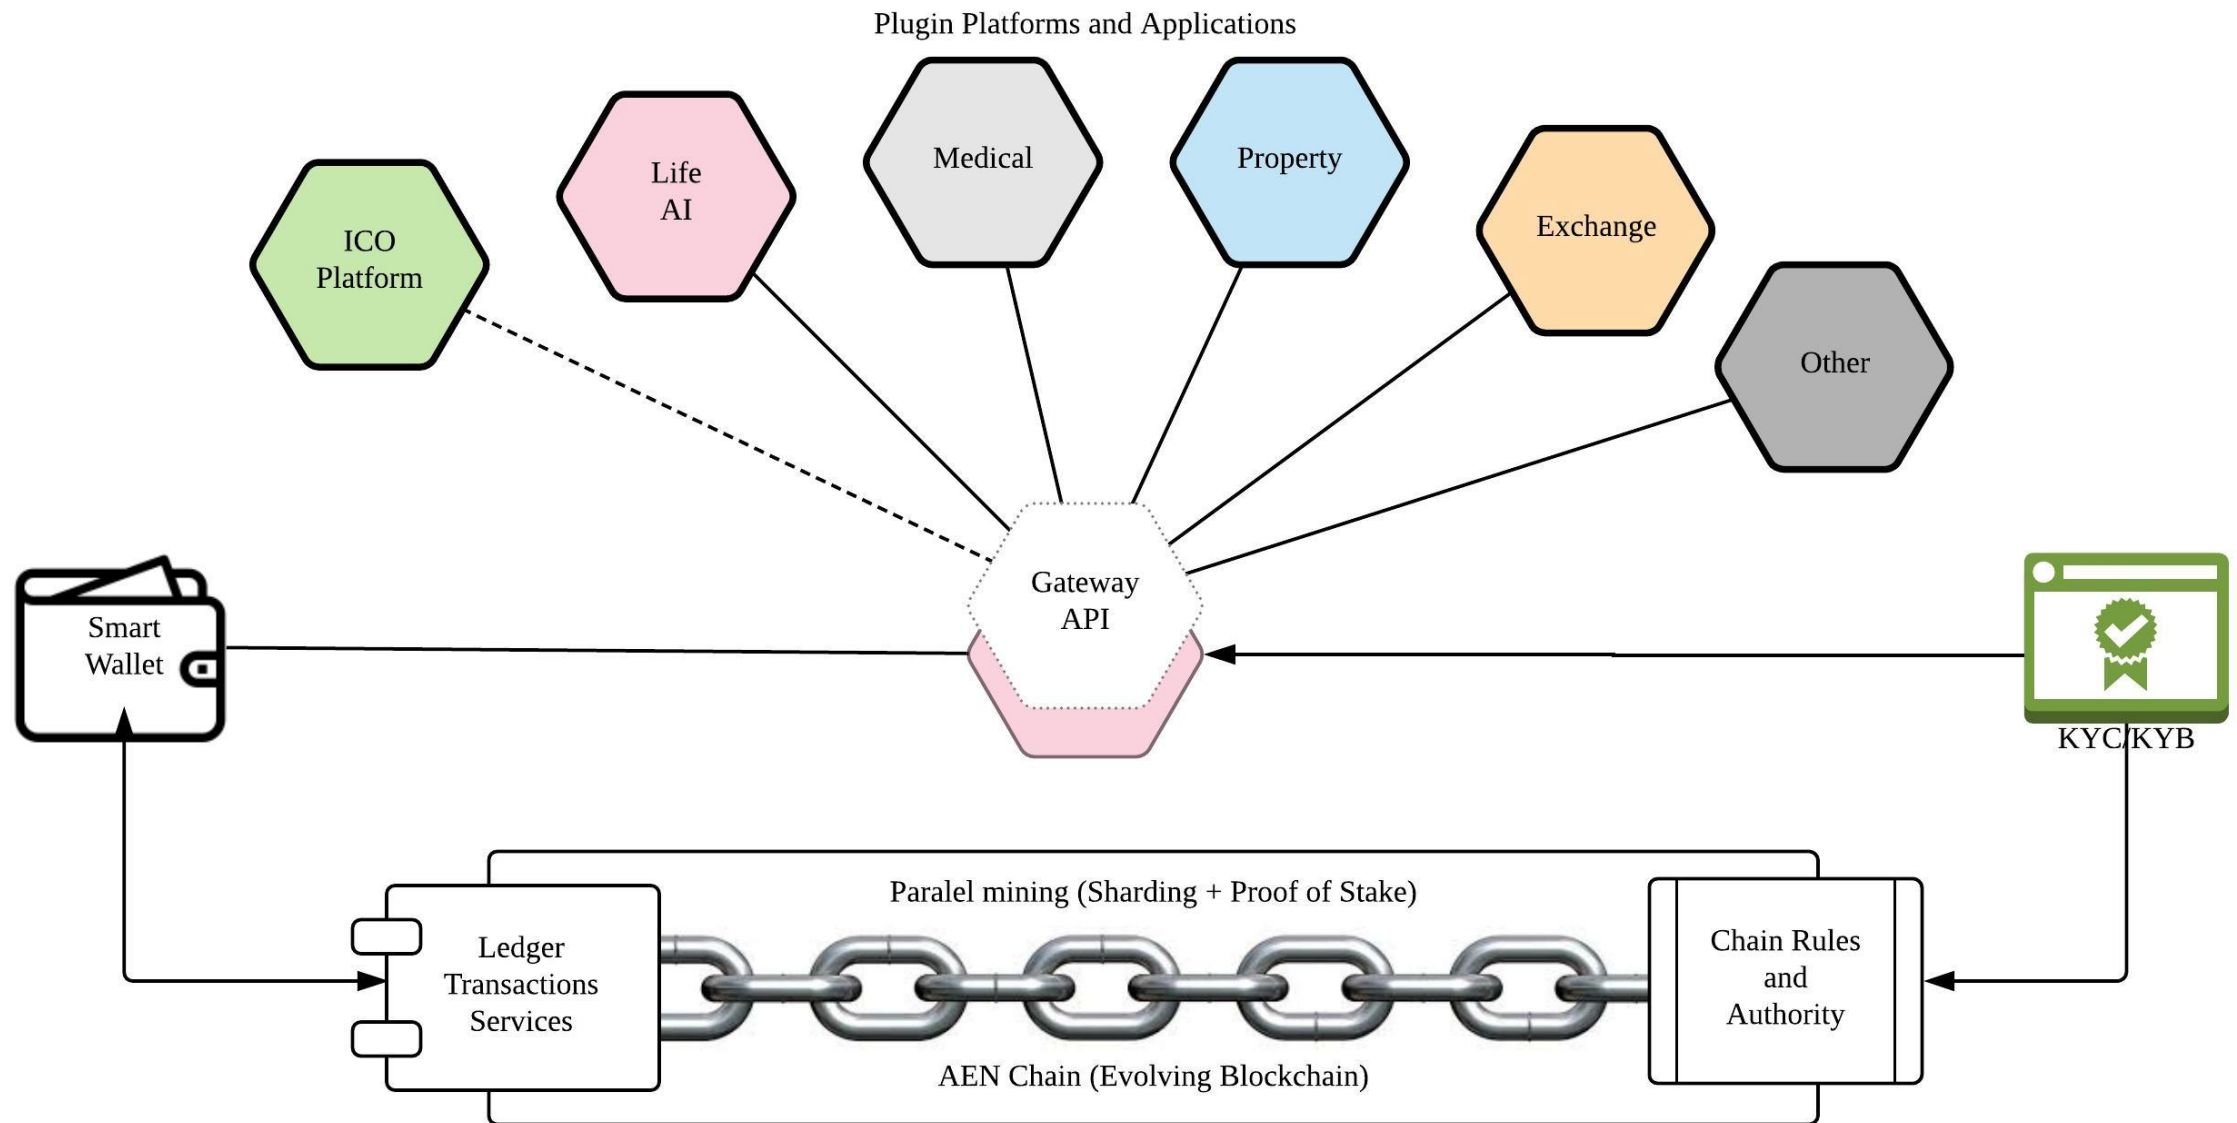 Plugin Platforms and Applications
ICO
Platform
Life
AI
Medical
Property
Exchange
Other
Gateway
API
Smart
Wallet
KYC/KYB
Paralel mining (Sharding + Proof of Stake)
Ledger
Transactions
Services
Chain Rules
and
Authority
AEN Chain (Evolving Blockchain)